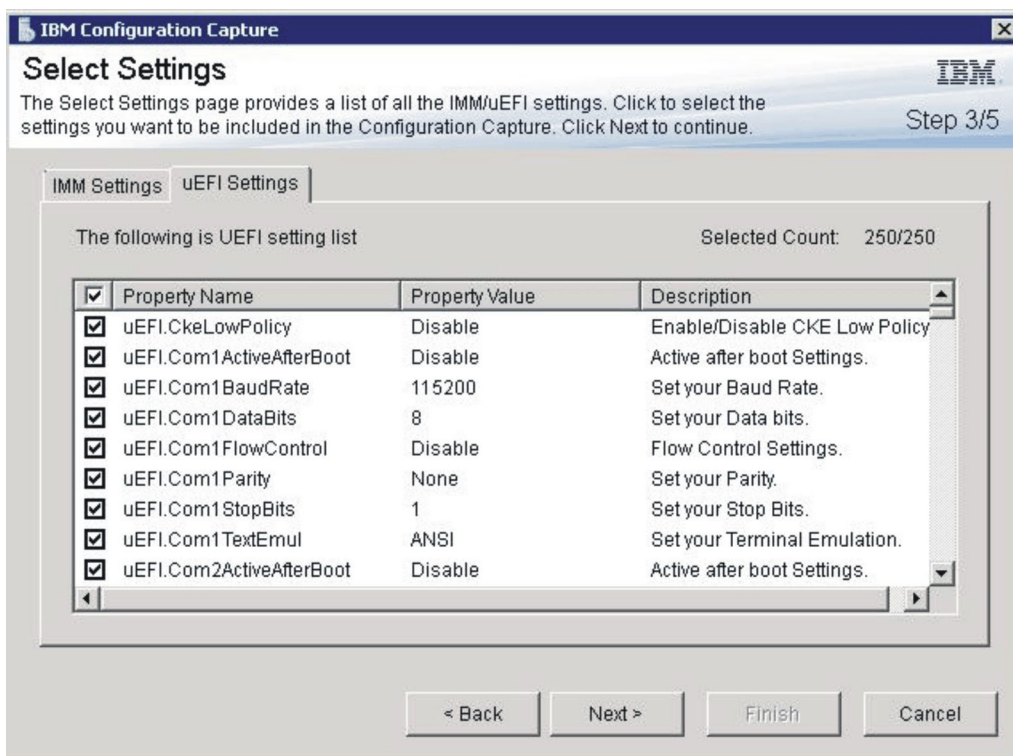 IBM Configuration Capture
Select Settings
IBM
The Select Settings page provides a list of all the IMM/uEFI settings. Click to select the
settings you want to be included in the Configuration Capture. Click Next to continue.
Step 3/5
IMM Settings uEFI Settings
The following is UEFI setting list Selected Count: 250/250
Property Name Property Value Description
uEFI.CkeLowPolicy Disable Enable/Disable CKE Low Policy
uEFI.Com1ActiveAfterBoot Disable Active after boot Settings.
uEFI.Com1BaudRate 115200 Set your Baud Rate.
uEFI.Com1DataBits 8 Set your Data bits.
uEFI.Com1FlowControl Disable Flow Control Settings.
uEFI.Com1Parity None Set your Parity.
uEFI.Com1StopBits 1 Set your Stop Bits.
uEFI.Com1TextEmul ANSI Set your Terminal Emulation.
uEFI.Com2ActiveAfterBoot Disable Active after boot Settings.
< Back Next > Finish Cancel